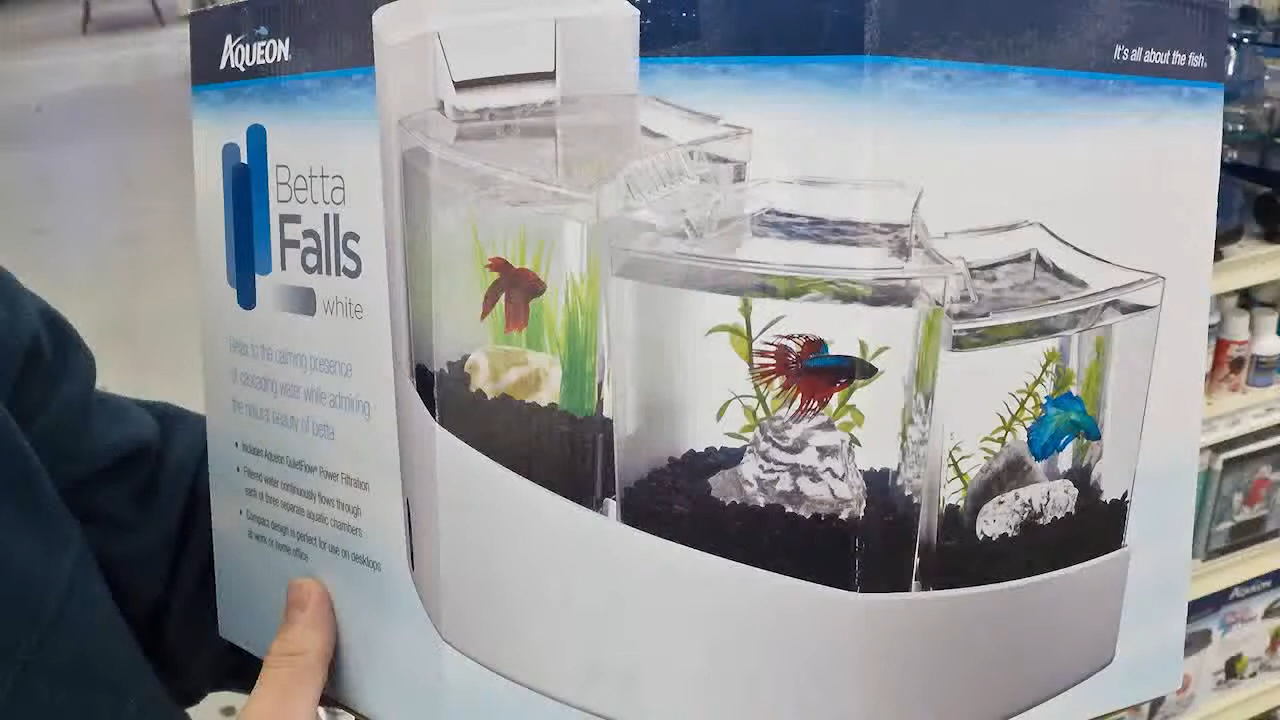 AQUEON
It's all about the fish.
Betta
Falls
white
Relax to the calming presence
of cascading water while admiring
the natural beauty of betta
• Includes Aqueon QuietFlow® Power Filtration
• Filtered water continuously flows through
each of three separate aquatic chambers
• Compact design is perfect for use on desktops
at work or home office
AQUEON